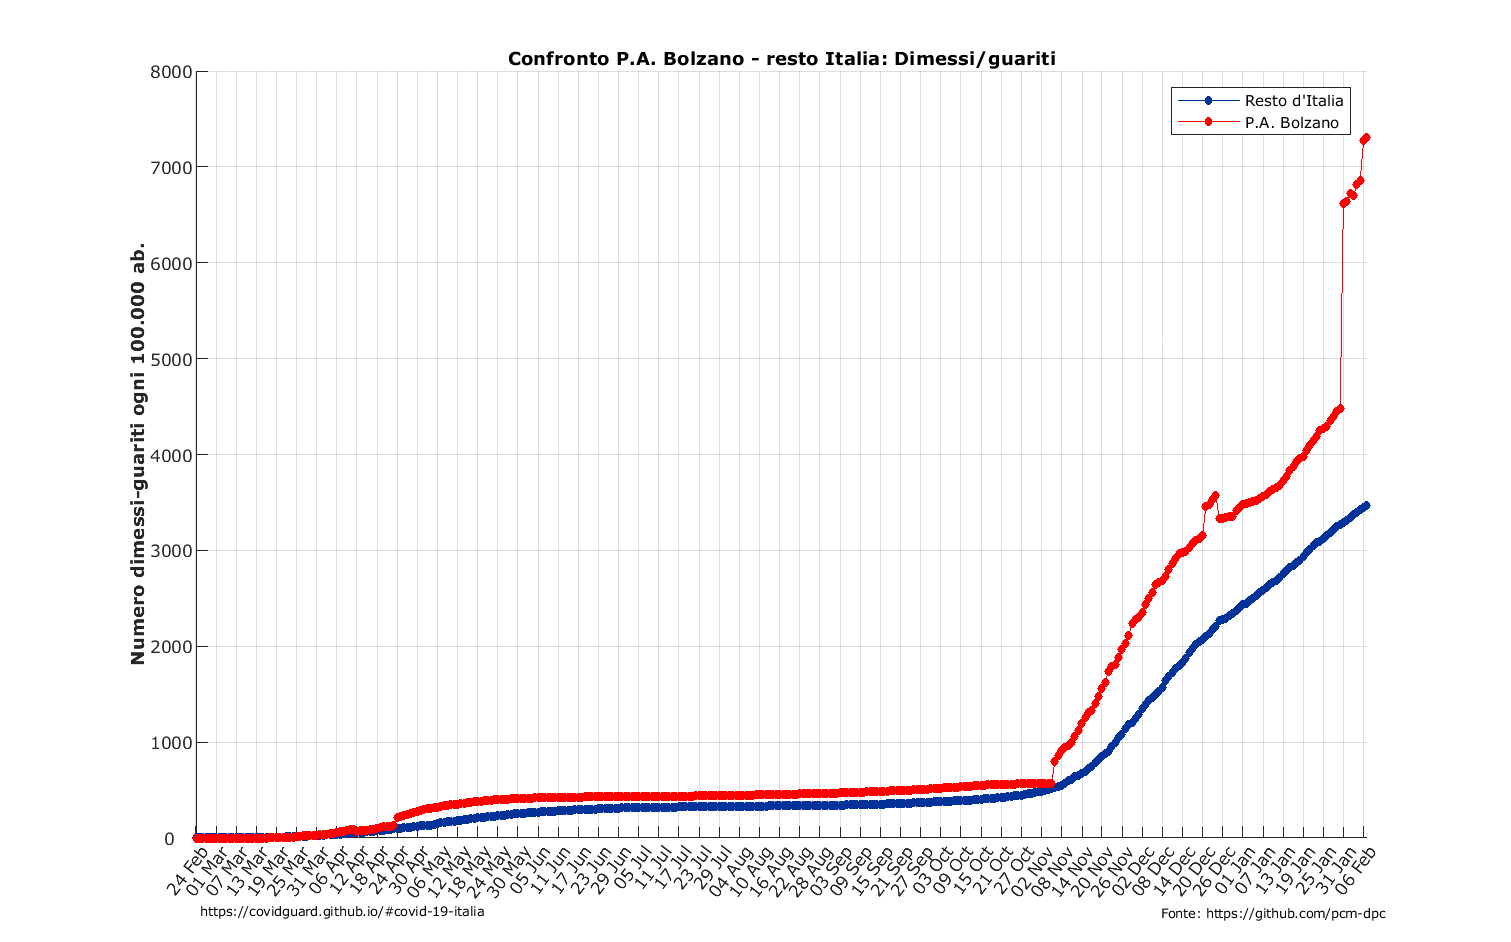 Confronto P.A. Bolzano - resto Italia: Dimessi/guariti
Resto d'Italia
P.A. Bolzano
Numero dimessi-guariti ogni 100.000 ab.
8000
7000
6000
5000
4000
3000
2000
1000
0
24 Feb
01 Mar
07 Mar
13 Mar
19 Mar
25 Mar
31 Mar
06 Apr
12 Apr
18 Apr
24 Apr
30 Apr
06 May
12 May
18 May
24 May
30 May
05 Jun
11 Jun
17 Jun
23 Jun
29 Jun
05 Jul
11 Jul
17 Jul
23 Jul
29 Jul
04 Aug
10 Aug
16 Aug
22 Aug
28 Aug
03 Sep
09 Sep
15 Sep
21 Sep
27 Sep
03 Oct
09 Oct
15 Oct
21 Oct
27 Oct
02 Nov
08 Nov
14 Nov
20 Nov
26 Nov
02 Dec
08 Dec
14 Dec
20 Dec
26 Dec
01 Jan
07 Jan
13 Jan
19 Jan
25 Jan
31 Jan
06 Feb
https://covidguard.github.io/#covid-19-italia
Fonte: https://github.com/pcm-dpc